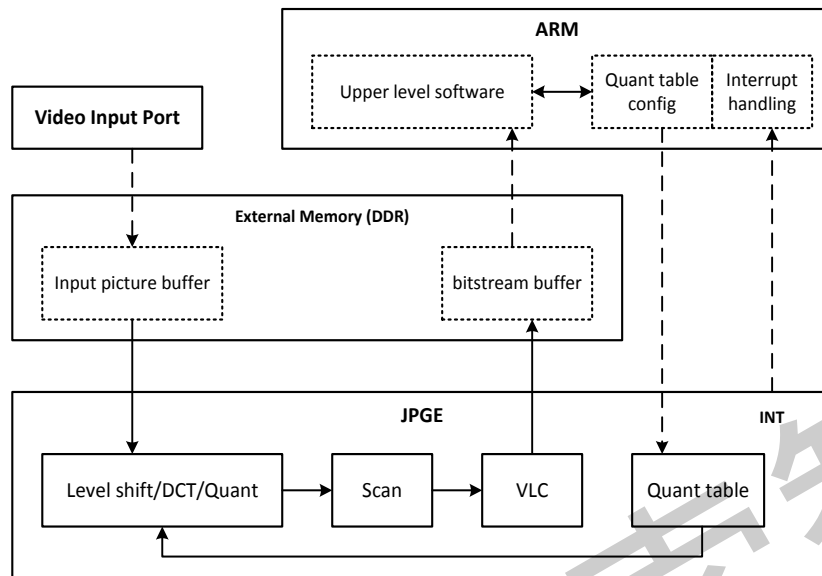 ARM
Upper level software
Quant table
config
Interrupt
handling
Video Input Port
External Memory (DDR)
Input picture buffer
bitstream buffer
JPGE
INT
Level shift/DCT/Quant
Scan
VLC
Quant table